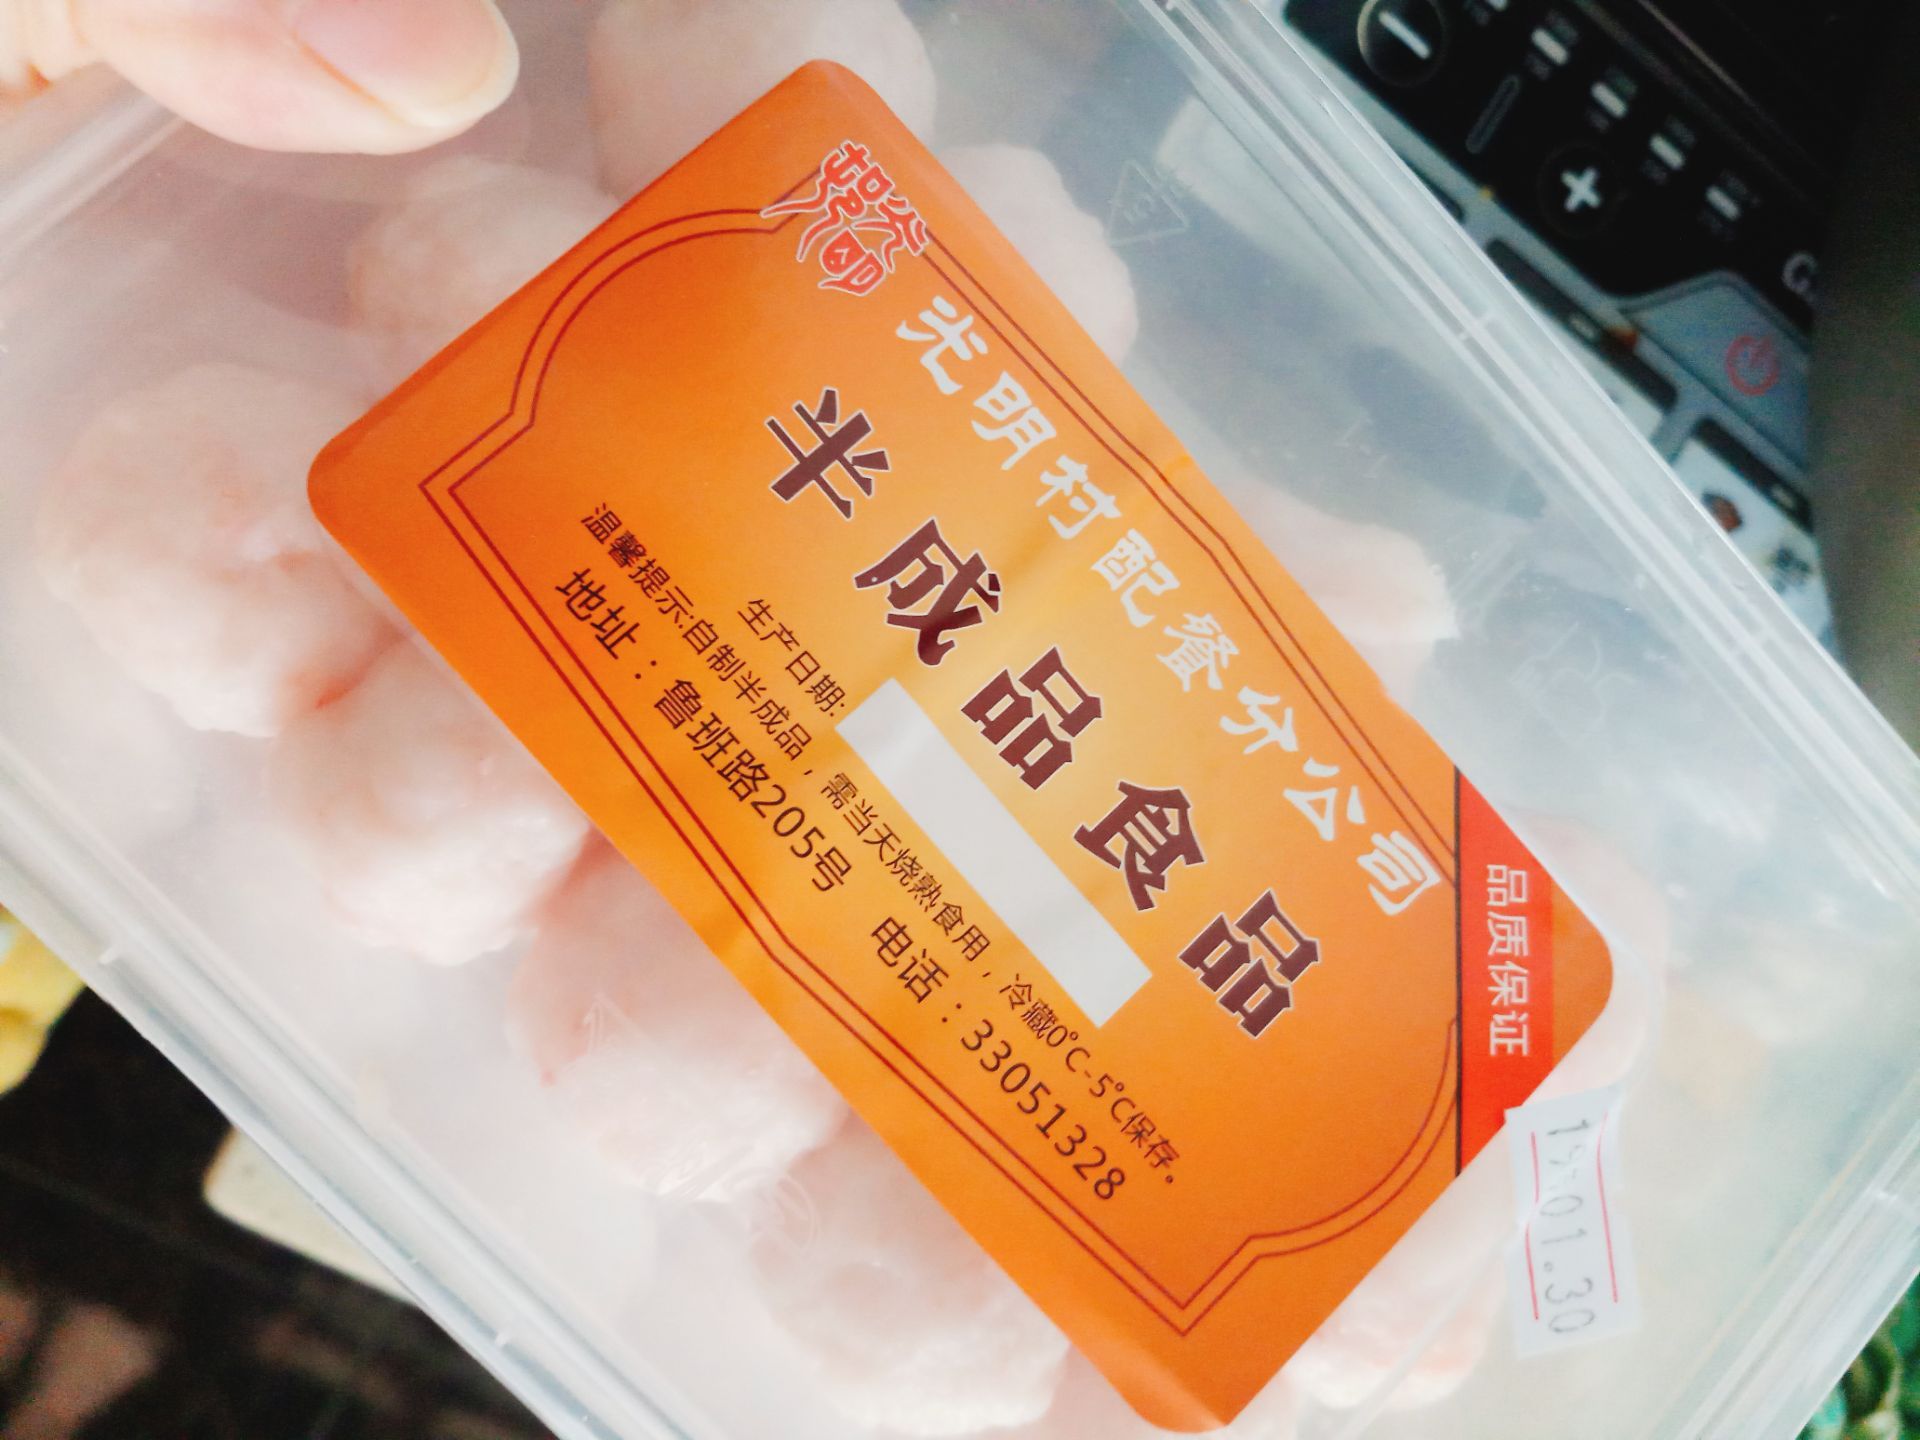 光明村配餐分公司
半成品食品
生产日期:
温馨提示:自制半成品，需当天烧熟食用，冷藏0℃-5℃保存。
地址：鲁班路205号 电话：33051328
品质保证